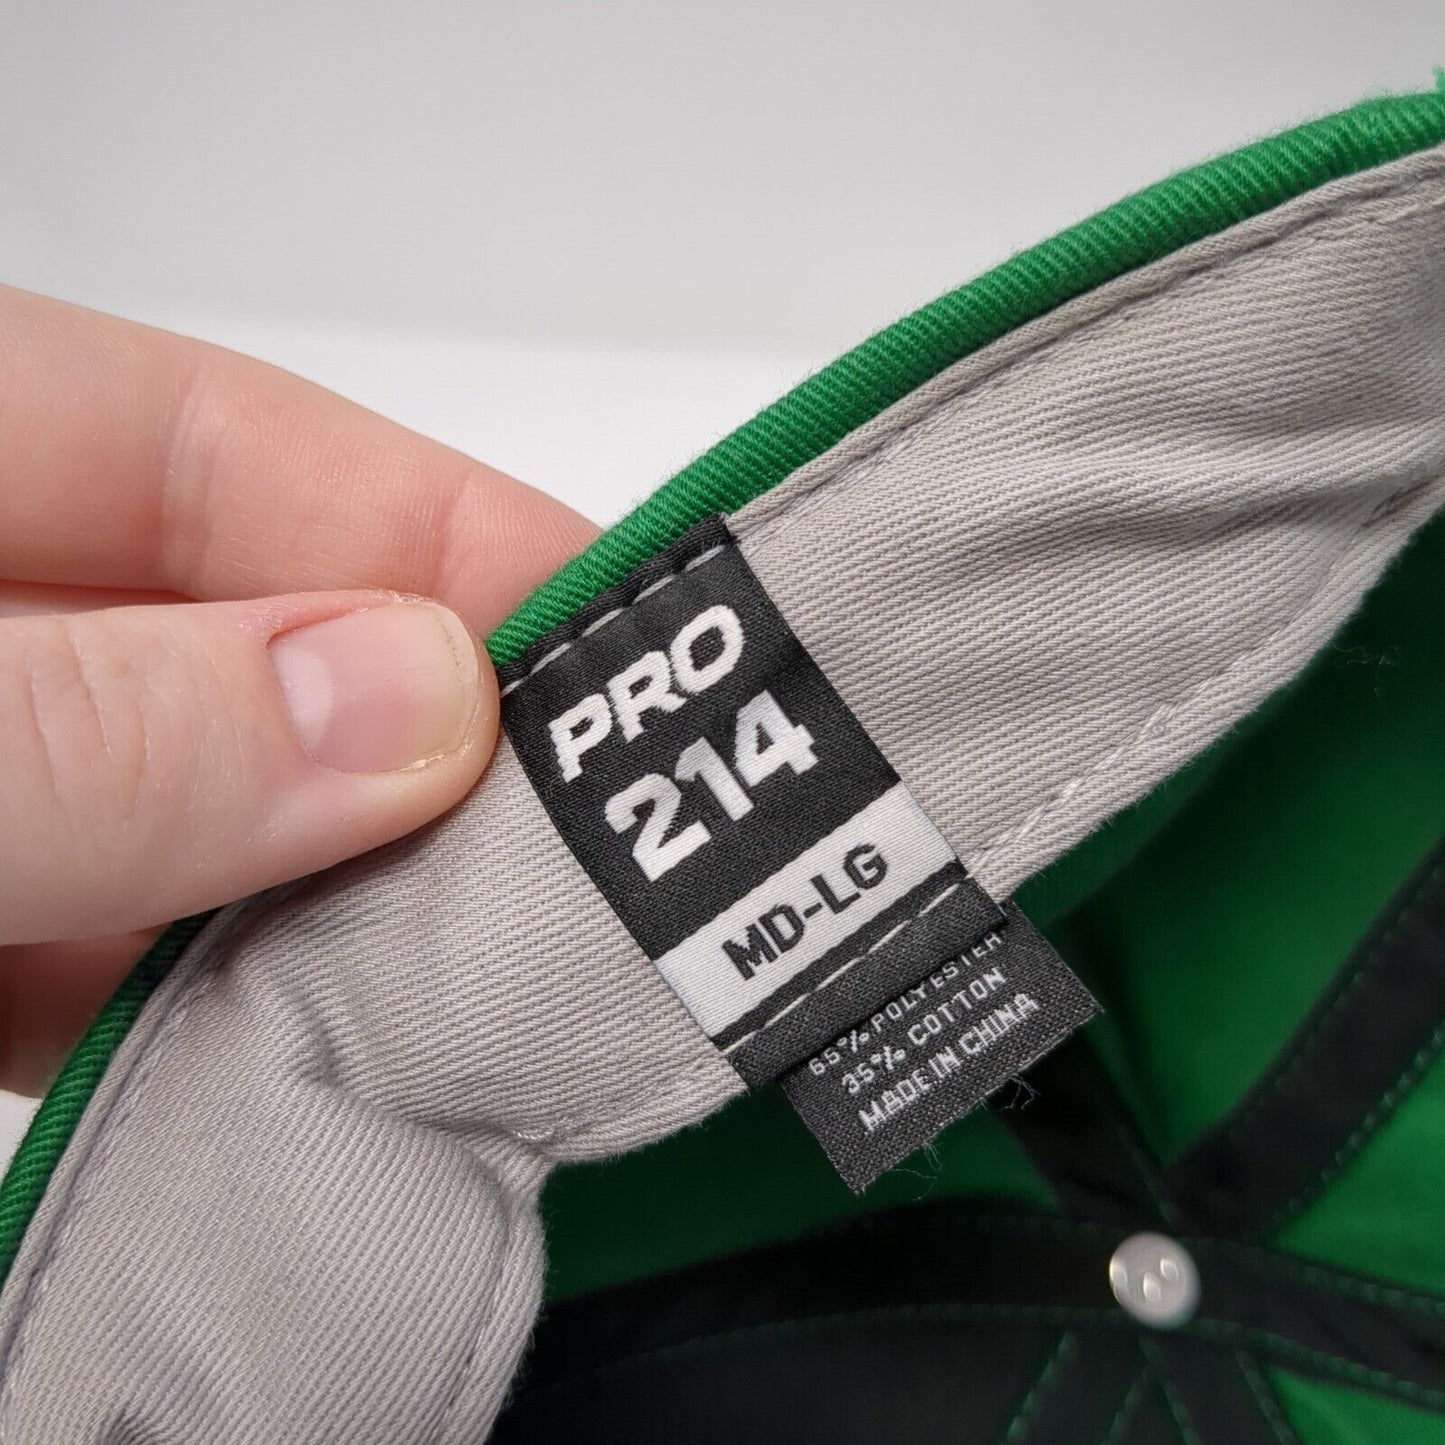 PRO
214
MD-LG
65% POLYESTER
35% COTTON
MADE IN CHINA